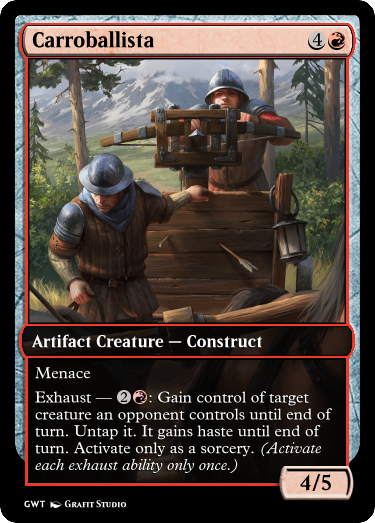 Carroballista 4
Artifact Creature — Construct
Menace
Exhaust — 2: Gain control of target
creature an opponent controls until end of
turn. Untap it. It gains haste until end of
turn. Activate only as a sorcery. (Activate
each exhaust ability only once.)
4/5
GWT Grafit Studio